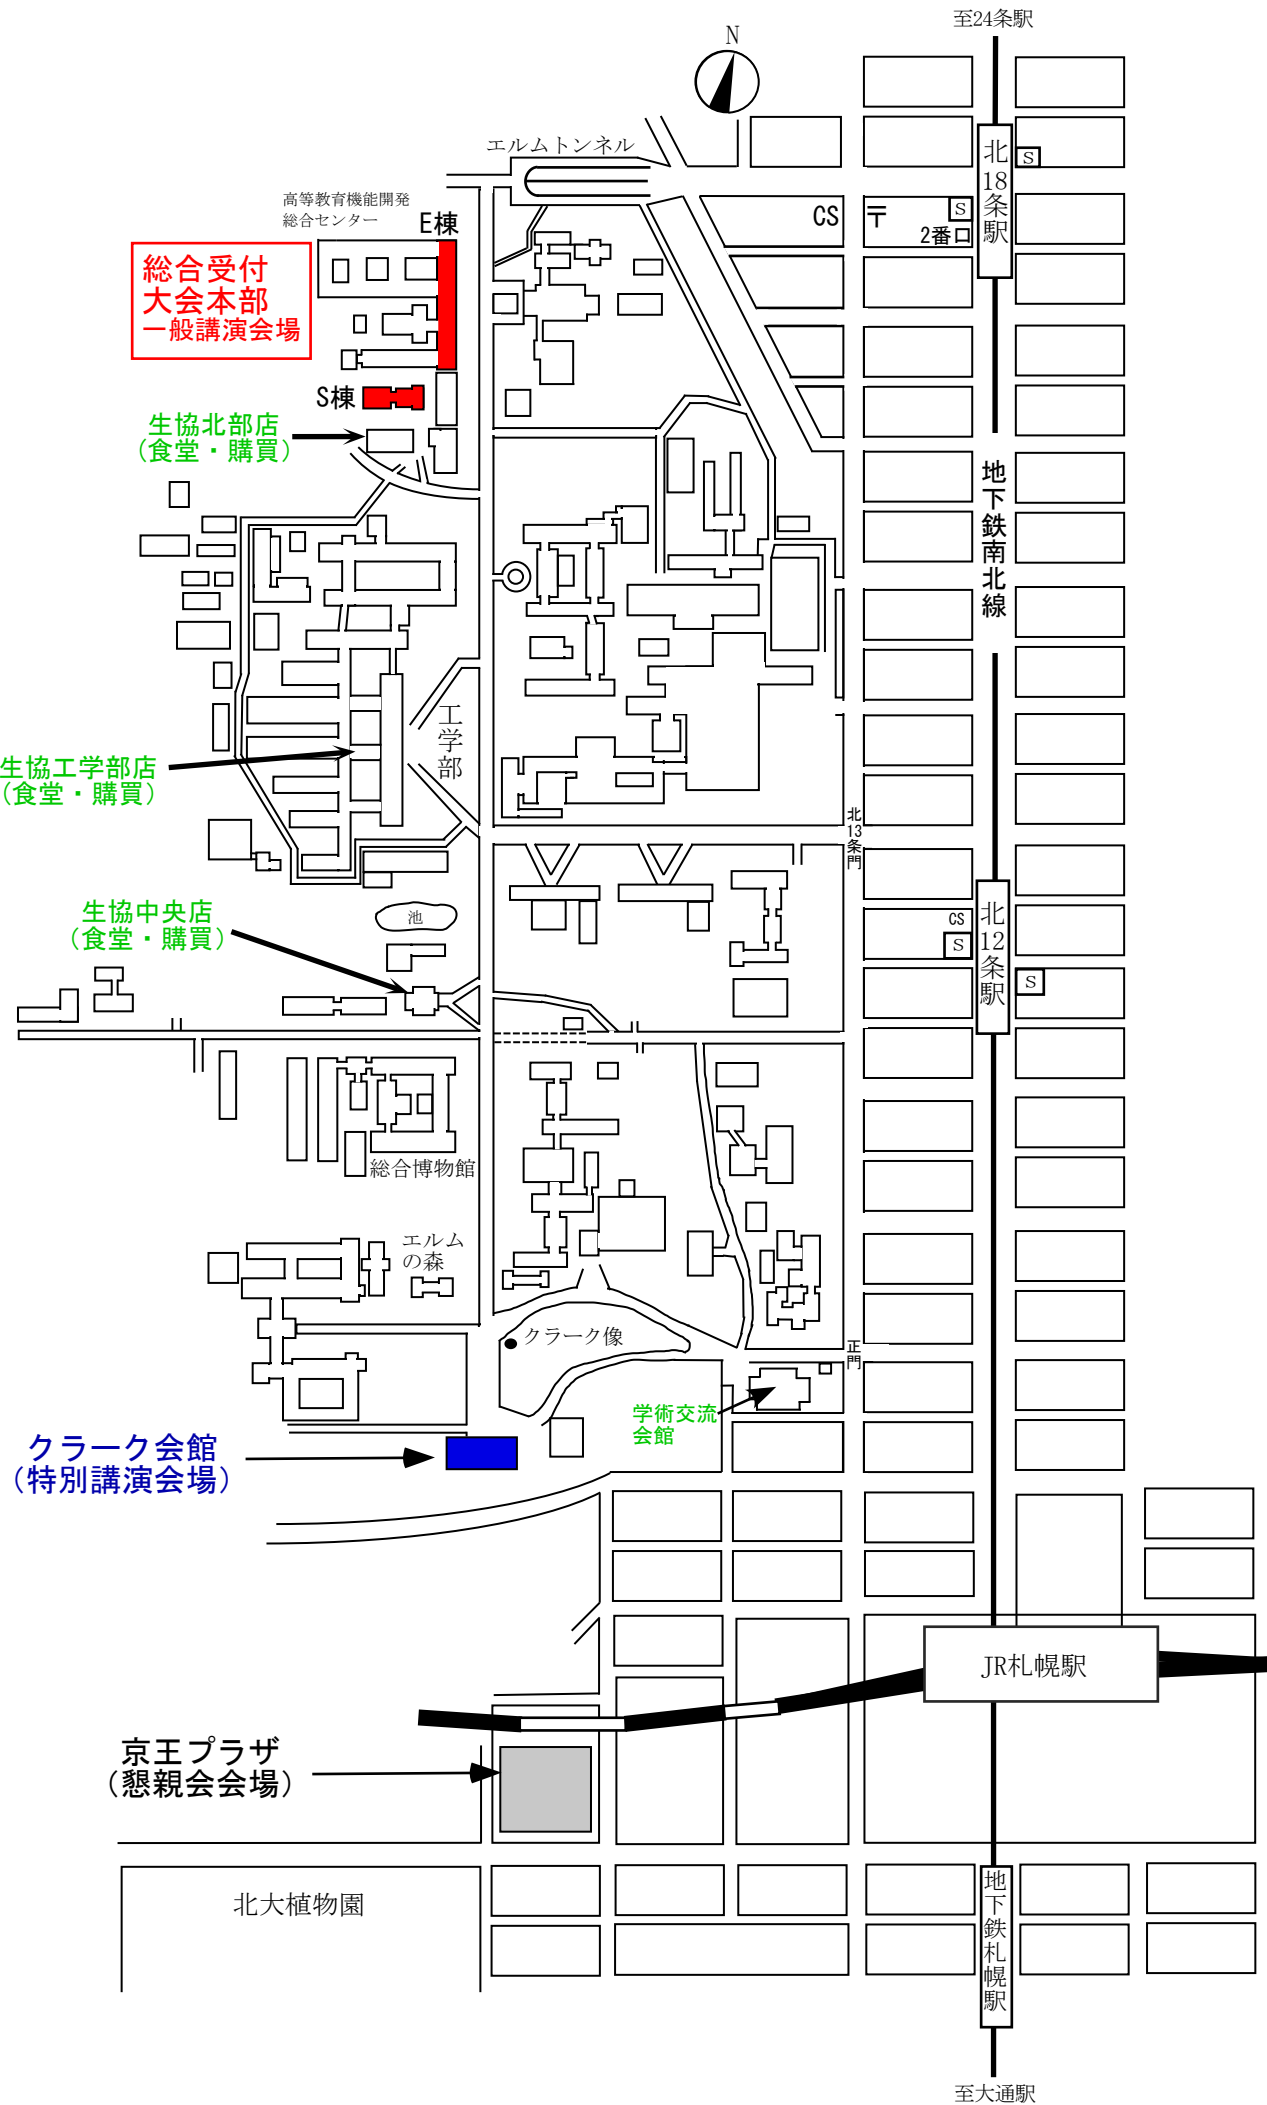 至24条駅
N
エルムトンネル
北18条駅
S
高等教育機能開発
総合センター
E棟
CS
〒
S
2番口
総合受付
大会本部
一般講演会場
S棟
生協北部店
(食堂・購買)
地下鉄南北線
工学部
生協工学部店
(食堂・購買)
北13条門
生協中央店
(食堂・購買)
池
CS
S
北12条駅
S
総合博物館
エルム
の森
クラーク像
正門
学術交流
会館
クラーク会館
(特別講演会場)
JR札幌駅
京王プラザ
(懇親会会場)
北大植物園
地下鉄札幌駅
至大通駅